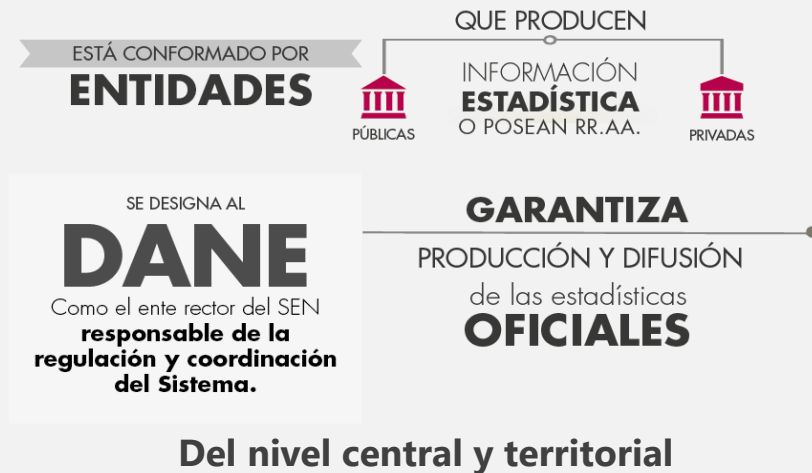 ESTÁ CONFORMADO POR
ENTIDADES
QUE PRODUCEN
PÚBLICAS
INFORMACIÓN
ESTADÍSTICA
O POSEAN RR.AA.
PRIVADAS
SE DESIGNA AL
DANE
Como el ente rector del SEN
responsable de la
regulación y coordinación
del Sistema.
GARANTIZA
PRODUCCIÓN Y DIFUSIÓN
de las estadísticas
OFICIALES
Del nivel central y territorial